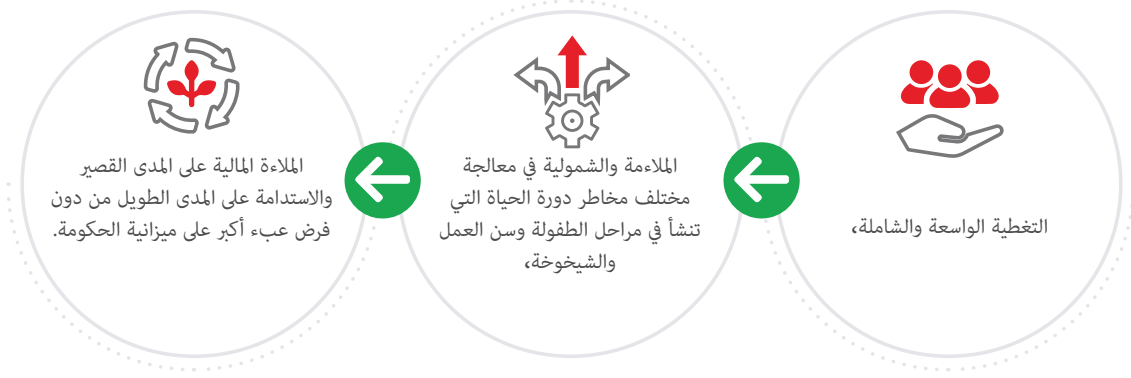 التغطية الواسعة والشاملة،
الملاءمة والشمولية في معالجة
مختلف مخاطر دورة الحياة التي
تنشأ في مراحل الطفولة وسن العمل
والشيخوخة،
الملاءة المالية على المدى القصير
والاستدامة على المدى الطويل من دون
فرض عبء أكبر على ميزانية الحكومة.